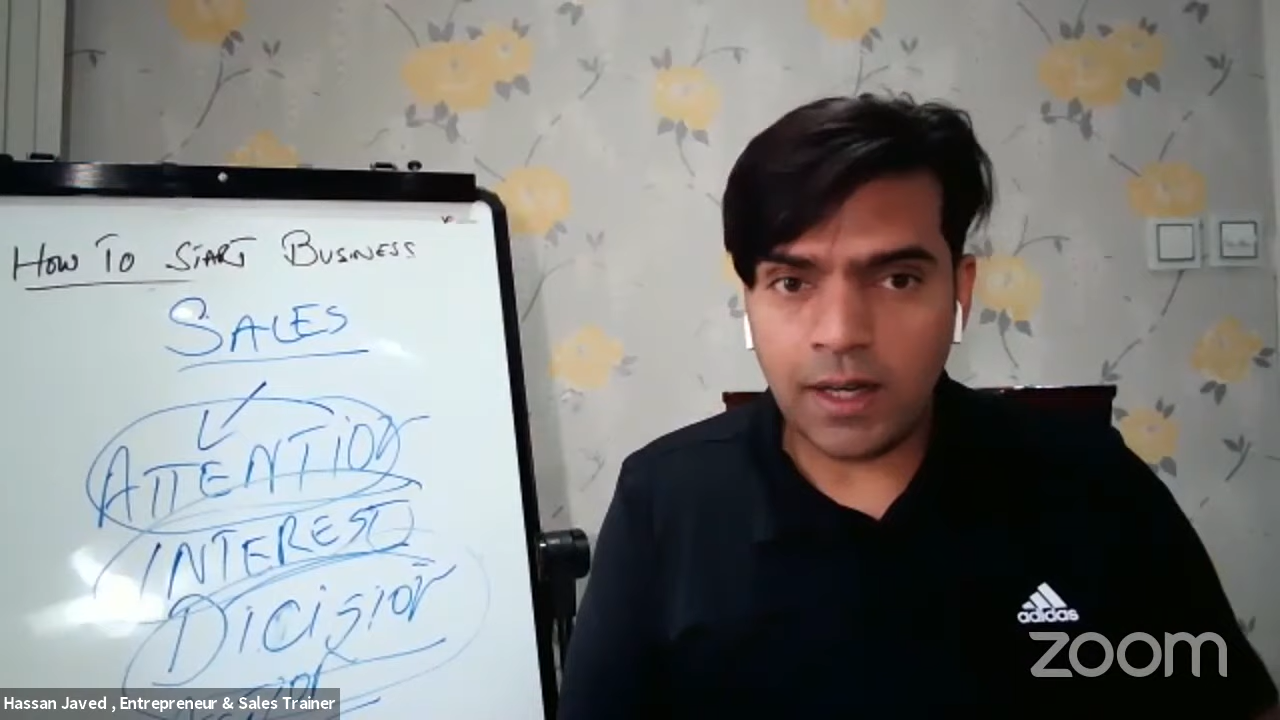 HOW TO START BUSINESS
SALES
ATTENTION
INTEREST
DICISION
adidas
zoom
Hassan Javed , Entrepreneur & Sales Trainer